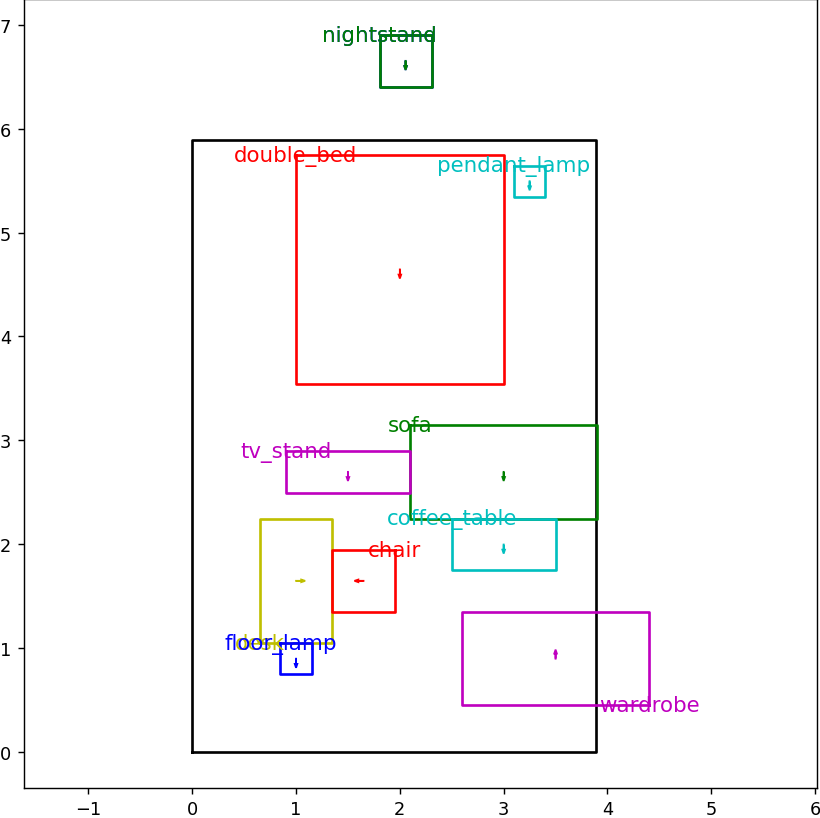 7
nightstand
6
double_bed
pendant_lamp
5
4
sofa
3
tv_stand
coffee_table
2
chair
desk
floor_lamp
1
wardrobe
0
−1 0 1 2 3 4 5 6